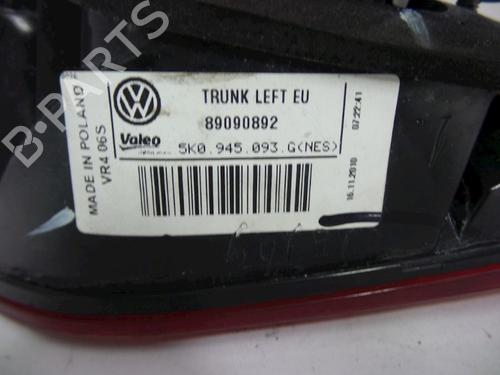 TRUNK LEFT EU
89090892
Valeo
5K0.945.093.G(NES)
MADE IN POLAND
VR4 06S
07:22:41
16.11.2010
B-PARTS